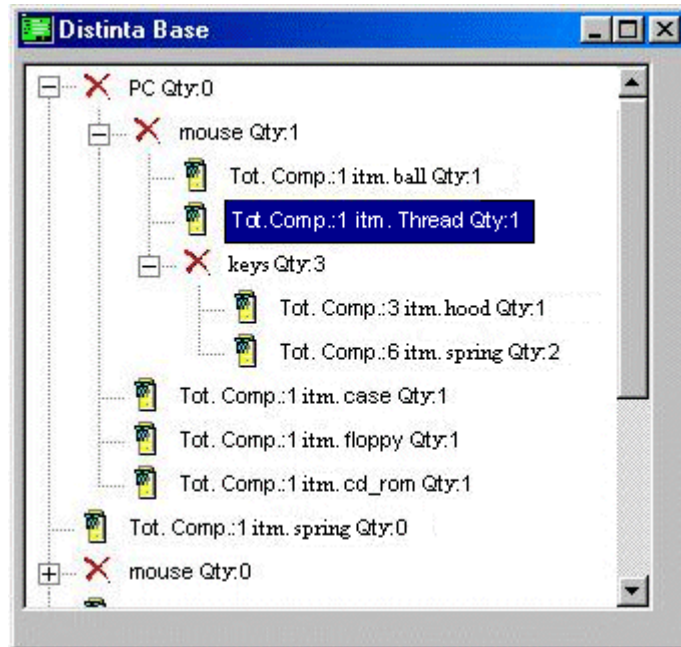 Distinta Base
PC Qty:0
mouse Qty:1
Tot. Comp.:1 itm. ball Qty:1
Tot.Comp.:1 itm. Thread Qty:1
keys Qty:3
Tot. Comp.:3 itm. hood Qty:1
Tot. Comp.:6 itm. spring Qty:2
Tot. Comp.:1 itm. case Qty:1
Tot. Comp.:1 itm. floppy Qty:1
Tot. Comp.:1 itm. cd_rom Qty:1
Tot. Comp.:1 itm. spring Qty:0
mouse Qty:0